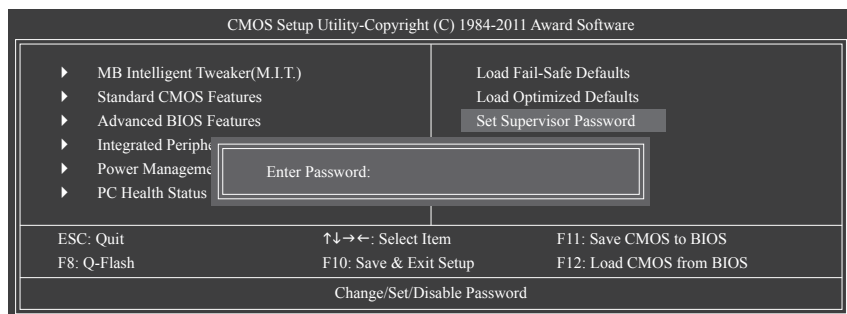 CMOS Setup Utility-Copyright (C) 1984-2011 Award Software
MB Intelligent Tweaker(M.I.T.)
Standard CMOS Features
Advanced BIOS Features
Integrated Periphe
Power Manageme
PC Health Status
Load Fail-Safe Defaults
Load Optimized Defaults
Set Supervisor Password
Enter Password:
ESC: Quit ↑↓→←: Select Item F11: Save CMOS to BIOS
F8: Q-Flash F10: Save & Exit Setup F12: Load CMOS from BIOS
Change/Set/Disable Password